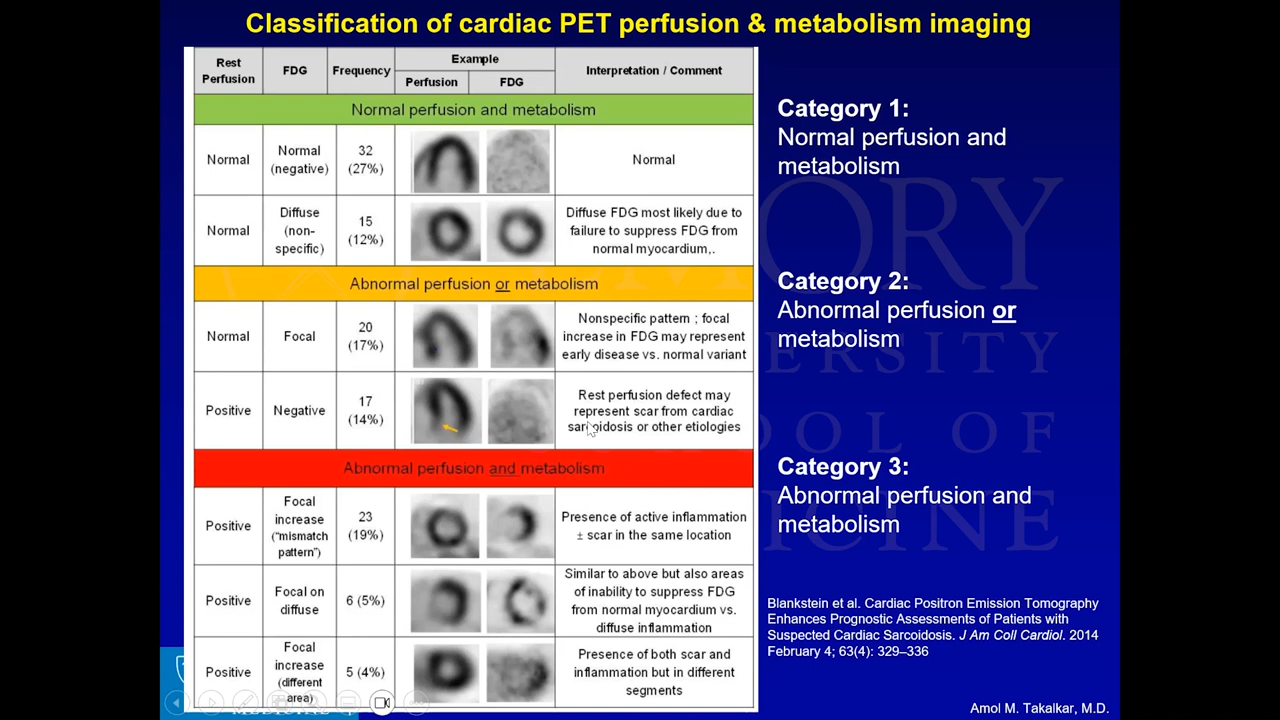 Classification of cardiac PET perfusion & metabolism imaging
Rest
Perfusion
FDG
Frequency
Example
Perfusion
FDG
Interpretation / Comment
Normal perfusion and metabolism
Normal
Normal
(negative)
32
(27%)
Normal
Normal
Diffuse
(non-
specific)
15
(12%)
Diffuse FDG most likely due to
failure to suppress FDG from
normal myocardium,.
Abnormal perfusion or metabolism
Normal
Focal
20
(17%)
Nonspecific pattern ; focal
increase in FDG may represent
early disease vs. normal variant
Positive
Negative
17
(14%)
Rest perfusion defect may
represent scar from cardiac
sarcoidosis or other etiologies
Abnormal perfusion and metabolism
Positive
Focal
increase
("mismatch
pattern")
23
(19%)
Presence of active inflammation
± scar in the same location
Positive
Focal on
diffuse
6 (5%)
Similar to above but also areas
of inability to suppress FDG
from normal myocardium vs.
diffuse inflammation
Positive
Focal
increase
(different
area)
5 (4%)
Presence of both scar and
inflammation but in different
segments
Category 1:
Normal perfusion and
metabolism
Category 2:
Abnormal perfusion or
metabolism
Category 3:
Abnormal perfusion and
metabolism
Blankstein et al. Cardiac Positron Emission Tomography
Enhances Prognostic Assessments of Patients with
Suspected Cardiac Sarcoidosis. J Am Coll Cardiol. 2014
February 4; 63(4): 329–336
Amol M. Takalkar, M.D.